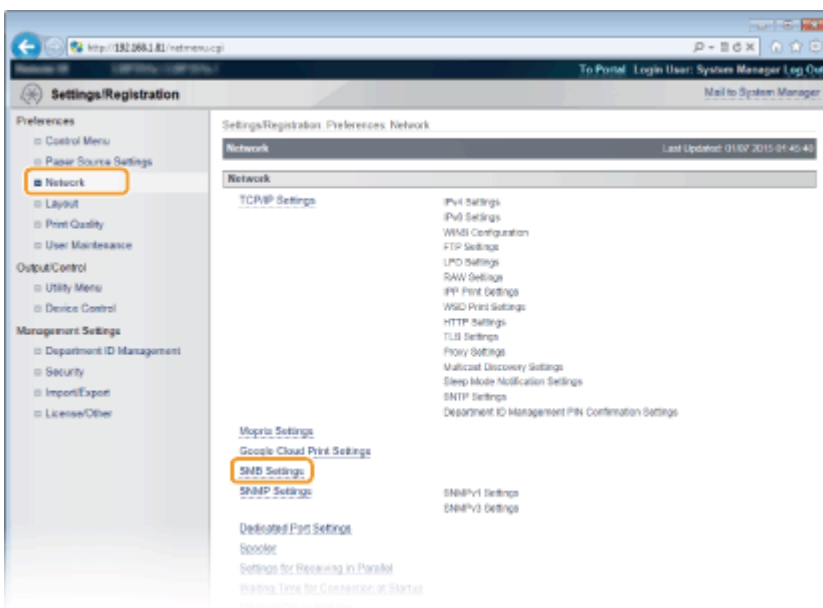 http://192.168.1.81/netmenu.cgi
To Portal Login User: System Manager Log Out
Settings/Registration
Mail to System Manager
Preferences
Control Menu
Paper Source Settings
Network
Layout
Print Quality
User Maintenance
Output/Control
Utility Menu
Device Control
Management Settings
Department ID Management
Security
Import/Export
License/Other
Settings/Registration: Preferences: Network
Network
Last Updated: 01/07 2015 01:45:40
Network
TCP/IP Settings
IPv4 Settings
IPv6 Settings
WINS Configuration
FTP Settings
LPD Settings
RAW Settings
IPP Print Settings
WSD Print Settings
HTTP Settings
TLS Settings
Proxy Settings
Multicast Discovery Settings
Sleep Mode Notification Settings
SNTP Settings
Department ID Management PIN Confirmation Settings
Mopria Settings
Google Cloud Print Settings
SMB Settings
SNMP Settings
SNMPv1 Settings
SNMPv3 Settings
Dedicated Port Settings
Spooler
Settings for Receiving in Parallel
Waiting Time for Connection at Startup